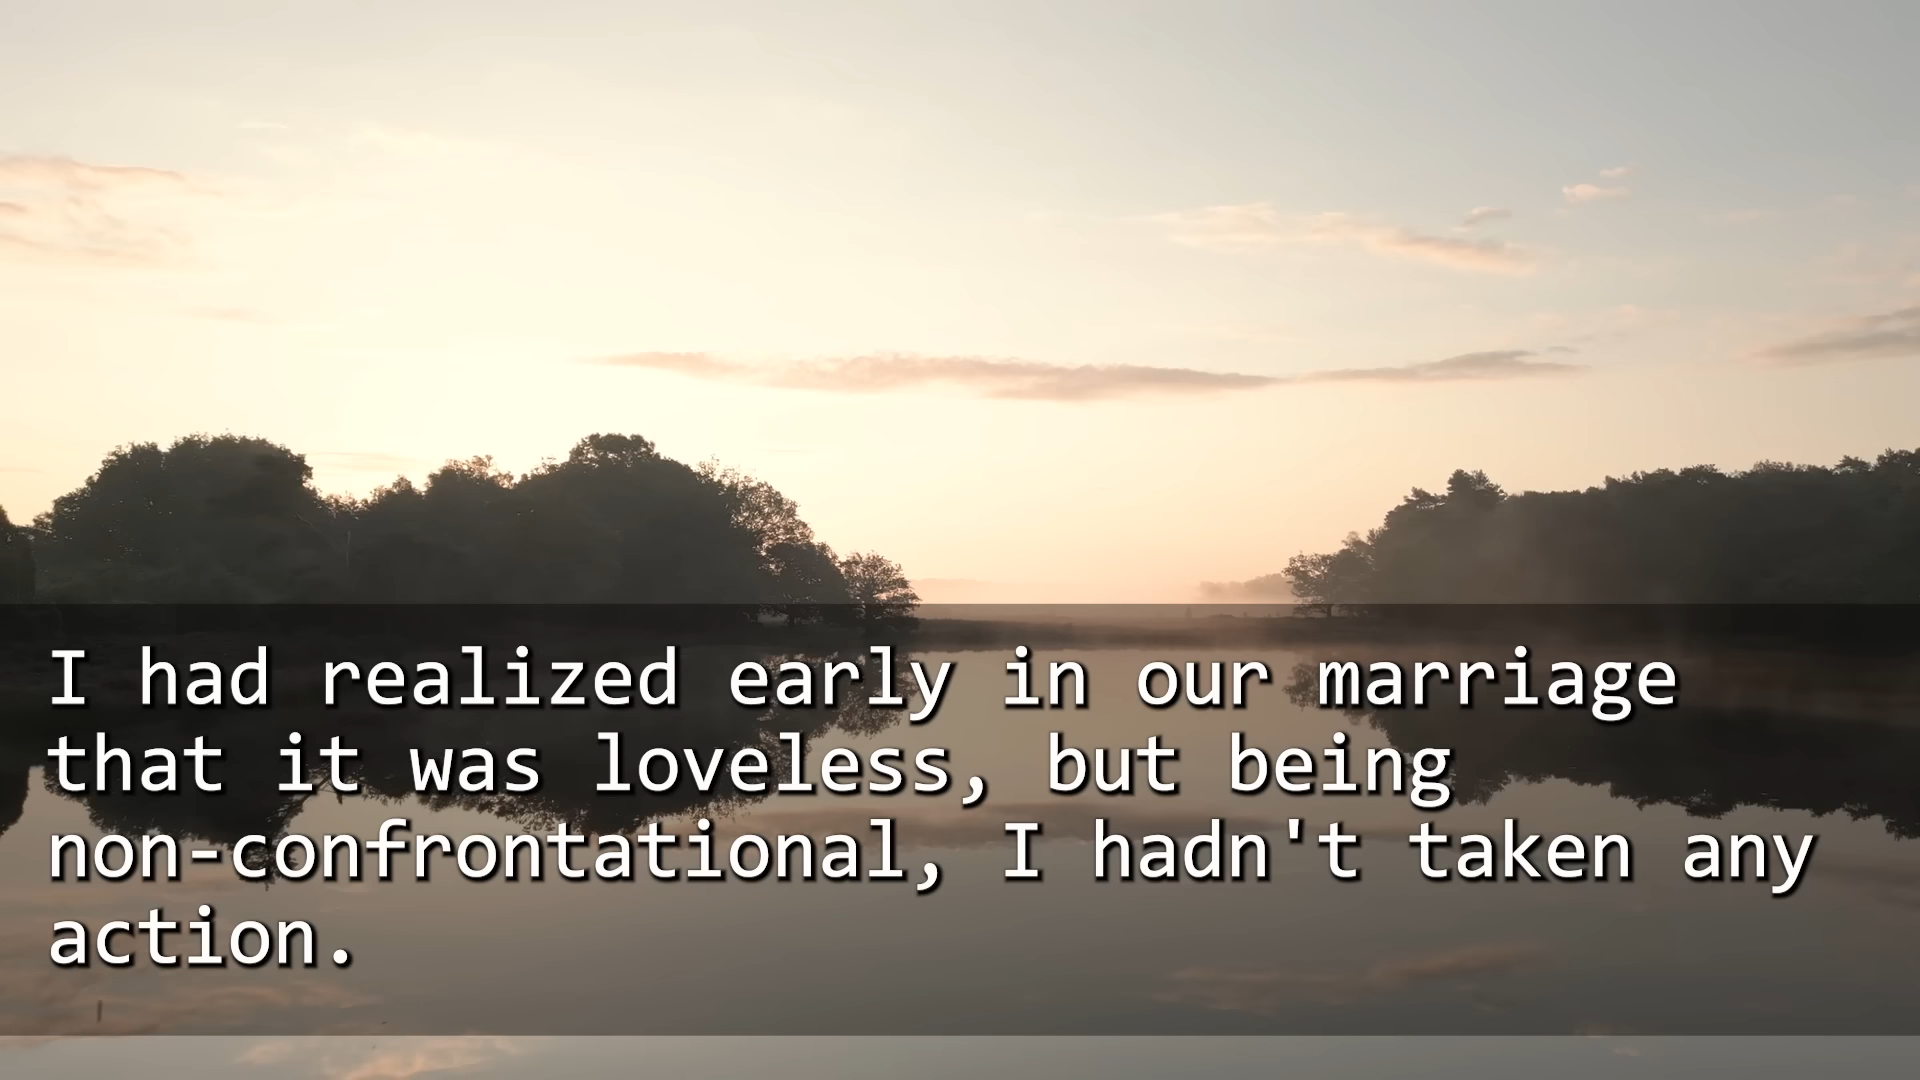 I had realized early in our marriage
that it was loveless, but being
non-confrontational, I hadn't taken any
action.